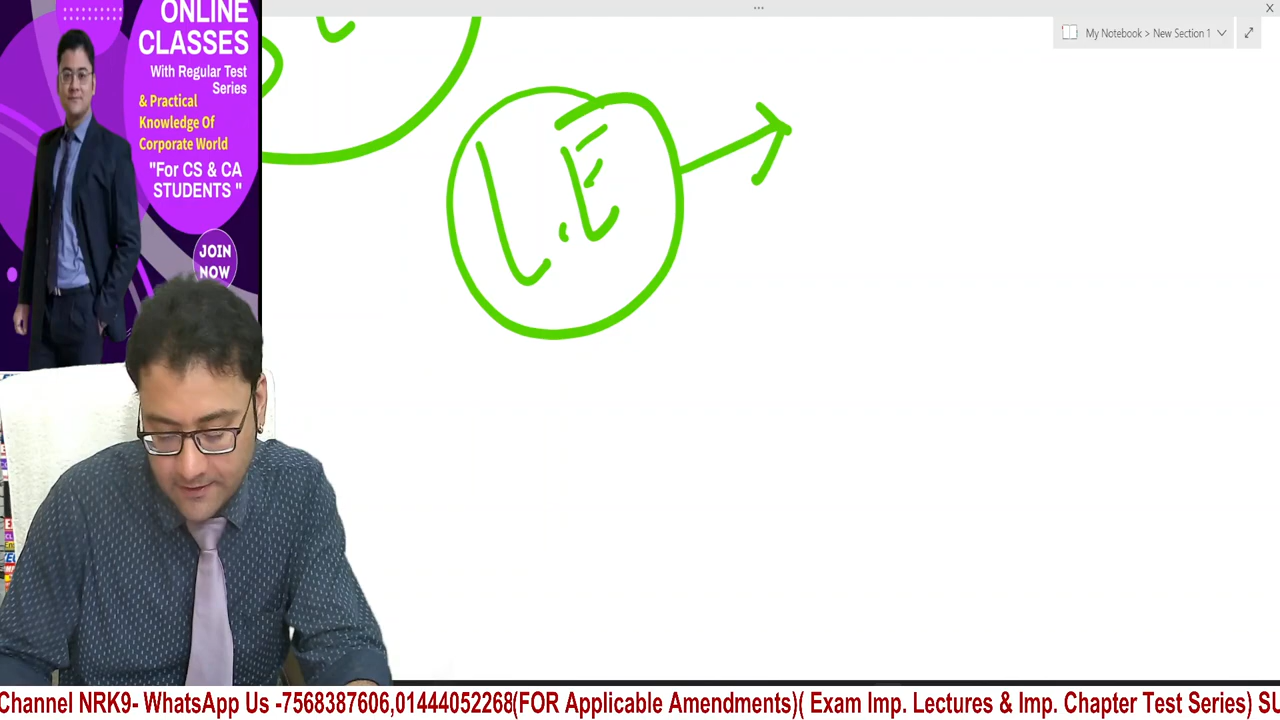 ONLINE
CLASSES
With Regular Test
Series
& Practical
Knowledge Of
Corporate World
"For CS & CA
STUDENTS "
JOIN
NOW
My Notebook > New Section 1
L.E
Channel NRK9- WhatsApp Us -7568387606,01444052268(FOR Applicable Amendments)( Exam Imp. Lectures & Imp. Chapter Test Series) SU